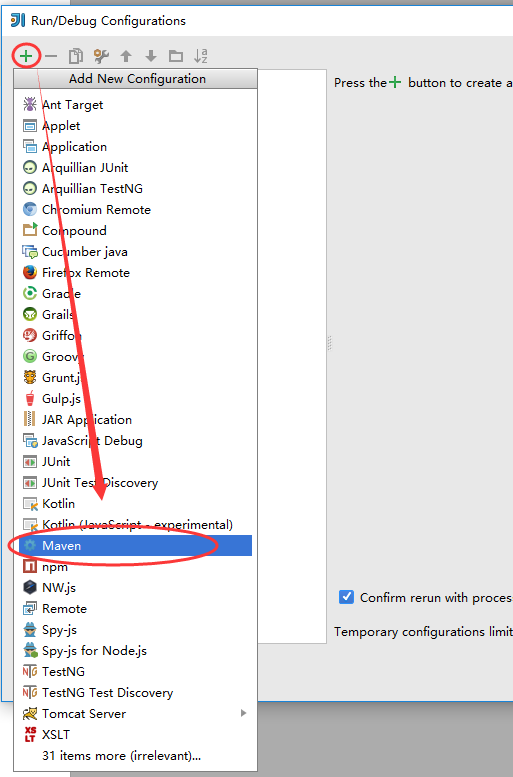 Run/Debug Configurations
Add New Configuration
Press the + button to create a
Ant Target
Applet
Application
Arquillian JUnit
Arquillian TestNG
Chromium Remote
Compound
Cucumber java
Firefox Remote
Gradle
Grails
Griffon
Groovy
Grunt.js
Gulp.js
JAR Application
JavaScript Debug
JUnit
JUnit Test Discovery
Kotlin
Kotlin (JavaScript - experimental)
Maven
npm
NW.js
Confirm rerun with proces
Remote
Spy-js
Temporary configurations limit
Spy-js for Node.js
TestNG
TestNG Test Discovery
Tomcat Server
XSLT
31 items more (irrelevant)...